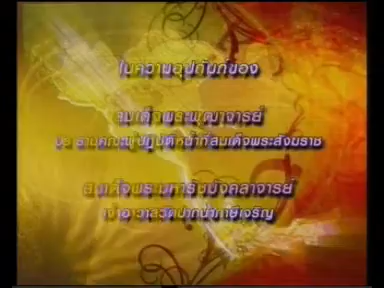 ในความอุปถัมภ์ของ
สมเด็จพระพุฒาจารย์
ประธานคณะผู้ปฏิบัติหน้าที่สมเด็จพระสังฆราช
สมเด็จพระมหารัชมังคลาจารย์
เจ้าอาวาสวัดปากน้ำภาษีเจริญ